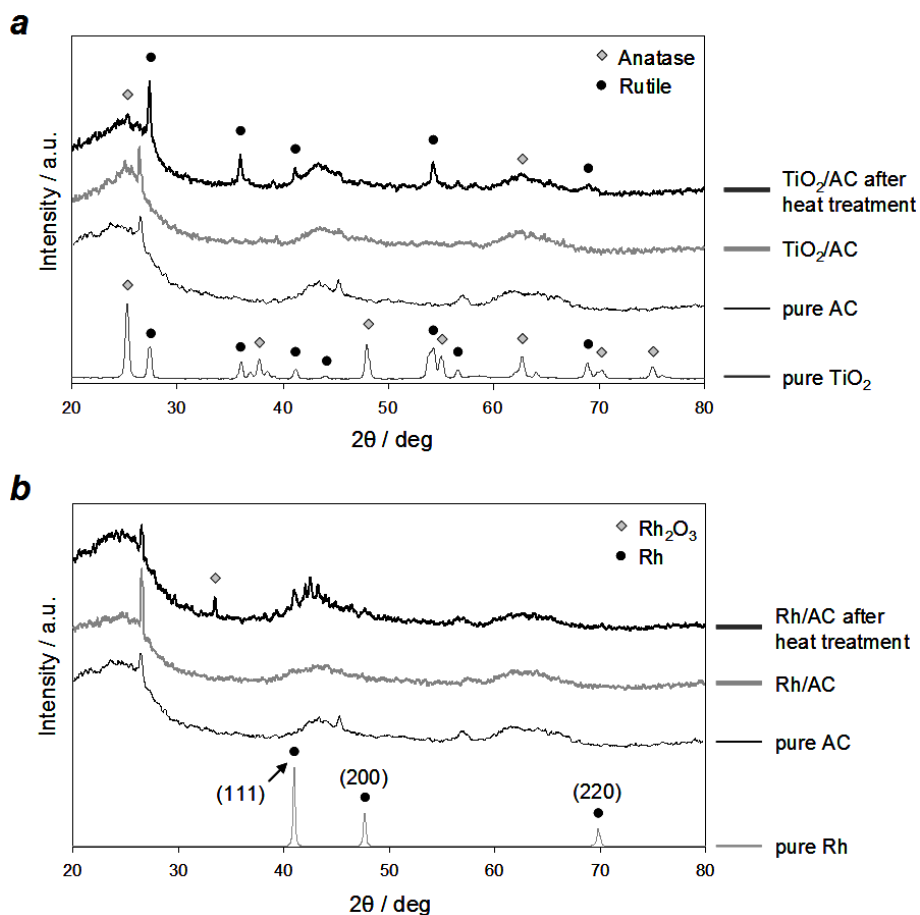 a
Intensity / a.u.
Anatase
Rutile
TiO₂/AC after
heat treatment
TiO₂/AC
pure AC
pure TiO₂
20 30 40 50 60 70 80
2θ / deg
b
Intensity / a.u.
Rh₂O₃
Rh
Rh/AC after
heat treatment
Rh/AC
pure AC
(111)
(200)
(220)
pure Rh
20 30 40 50 60 70 80
2θ / deg